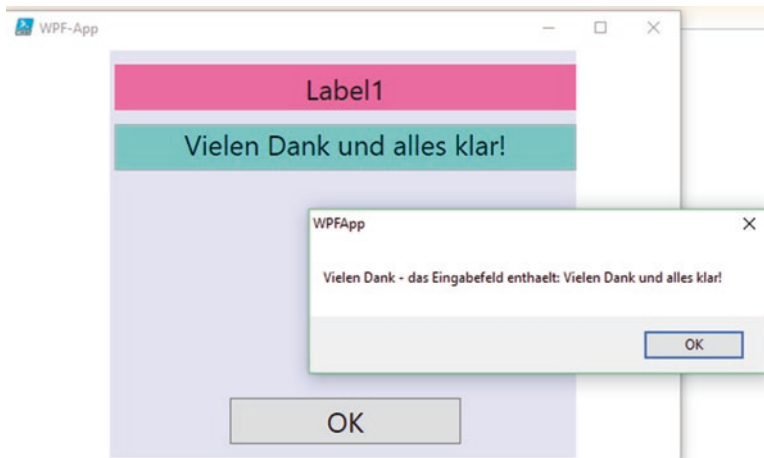 WPF-App
Label1
Vielen Dank und alles klar!
WPFApp
Vielen Dank - das Eingabefeld enthaelt: Vielen Dank und alles klar!
OK
OK